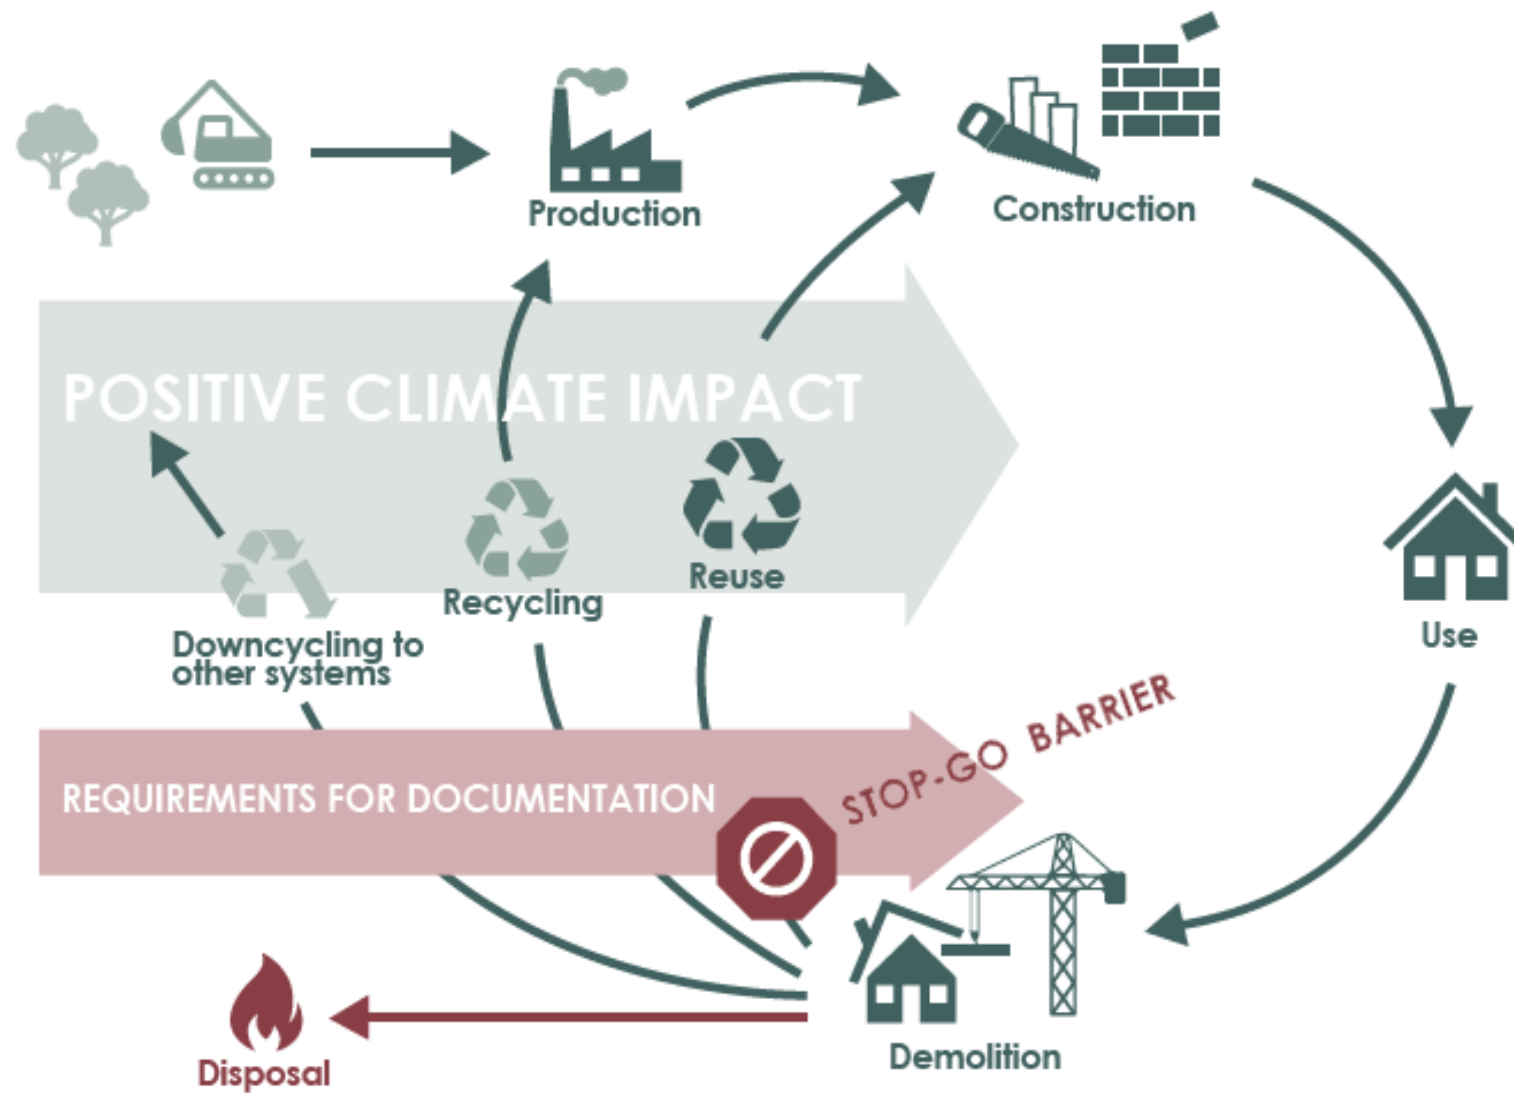 Production
Construction
POSITIVE CLIMATE IMPACT
Reuse
Recycling
Downcycling to
other systems
Use
STOP-GO BARRIER
REQUIREMENTS FOR DOCUMENTATION
Demolition
Disposal